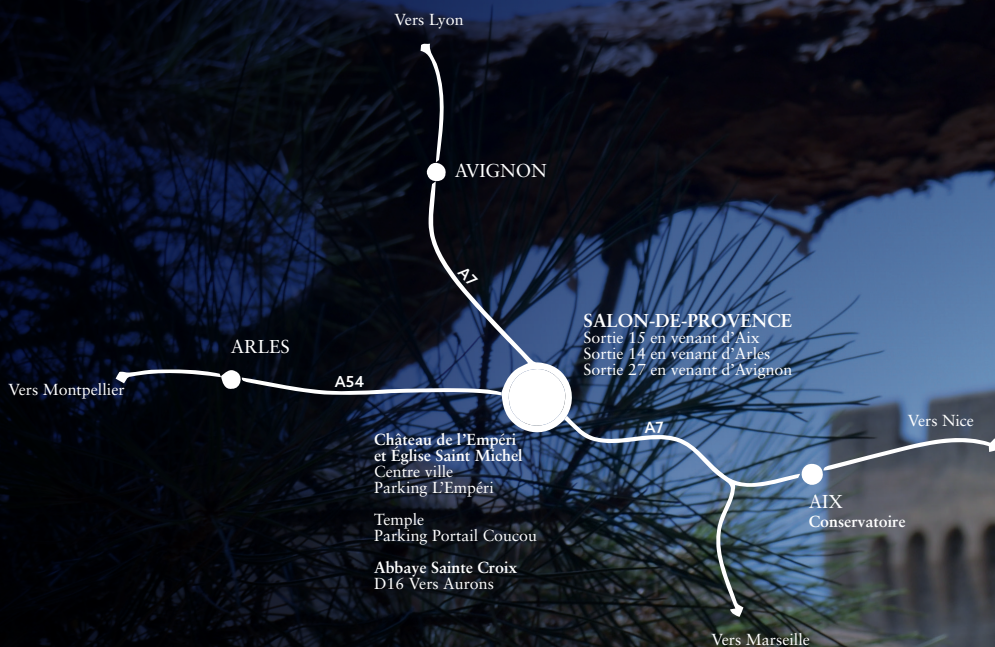 Vers Lyon
AVIGNON
A7
SALON-DE-PROVENCE
Sortie 15 en venant d'Aix
Sortie 14 en venant d'Arles
Sortie 27 en venant d'Avignon
ARLES
Vers Montpellier
A54
A7
Vers Nice
Château de l'Empéri
et Église Saint Michel
Centre ville
Parking L'Empéri
Temple
Parking Portail Coucou
Abbaye Sainte Croix
D16 Vers Aurons
AIX
Conservatoire
Vers Marseille